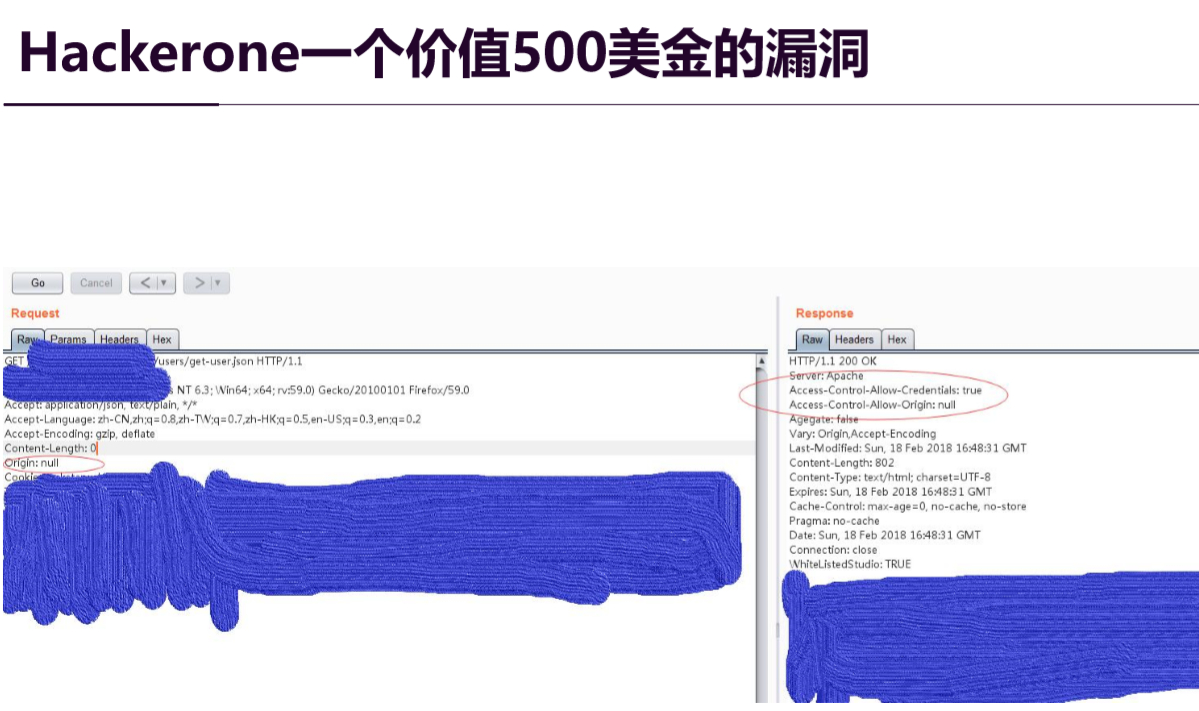 Hackerone一个价值500美金的漏洞
Go Cancel < >
Request
Raw Params Headers Hex
GET /users/get-user.json HTTP/1.1
NT 6.3; Win64; x64; rv:59.0) Gecko/20100101 Firefox/59.0
Accept: application/json, text/plain, */*
Accept-Language: zh-CN,zh;q=0.8,zh-TW;q=0.7,zh-HK;q=0.5,en-US;q=0.3,en;q=0.2
Accept-Encoding: gzip, deflate
Content-Length: 0
Origin: null
Response
Raw Headers Hex
HTTP/1.1 200 OK
Server: Apache
Access-Control-Allow-Credentials: true
Access-Control-Allow-Origin: null
Agegate: false
Vary: Origin,Accept-Encoding
Last-Modified: Sun, 18 Feb 2018 16:48:31 GMT
Content-Length: 802
Content-Type: text/html; charset=UTF-8
Expires: Sun, 18 Feb 2018 16:48:31 GMT
Cache-Control: max-age=0, no-cache, no-store
Pragma: no-cache
Date: Sun, 18 Feb 2018 16:48:31 GMT
Connection: close
WhiteListedStudio: TRUE